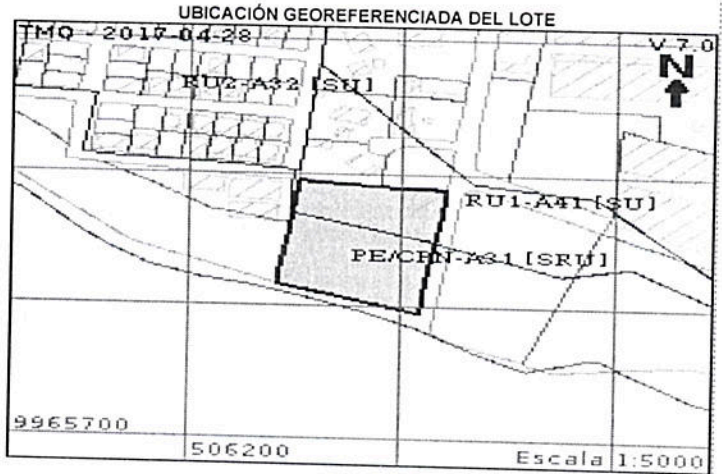 UBICACIÓN GEOREFERENCIADA DEL LOTE
TMQ - 2017-04-28
V 7.0
N
RU2-A32 [SU]
RU1-A41 [SU]
PE/CPN-A31 [SRU]
9965700
506200
Escala 1:5000